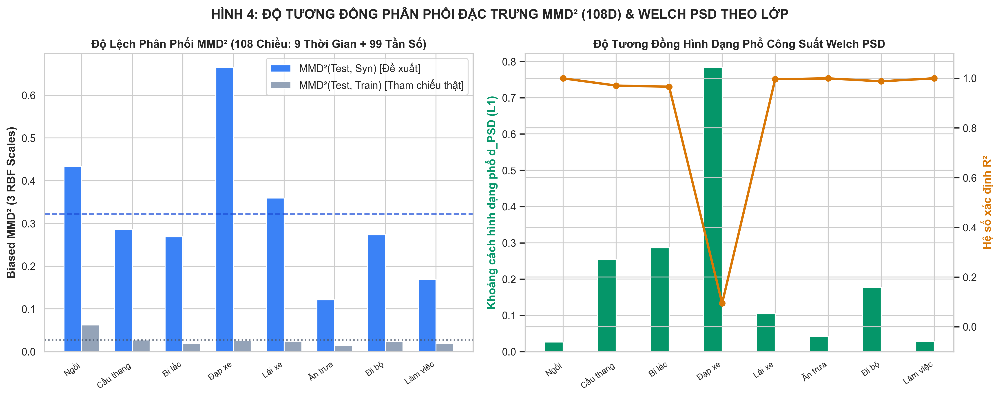 HÌNH 4: ĐỘ TƯƠNG ĐỒNG PHÂN PHỐI ĐẶC TRƯNG MMD² (108D) & WELCH PSD THEO LỚP
Độ Lệch Phân Phối MMD² (108 Chiều: 9 Thời Gian + 99 Tần Số)
MMD²(Test, Syn) [Đề xuất]
MMD²(Test, Train) [Tham chiếu thật]
Biased MMD² (3 RBF Scales)
0.6
0.5
0.4
0.3
0.2
0.1
0.0
Ngồi
Cầu thang
Bi lắc
Đạp xe
Lái xe
Ăn trưa
Đi bộ
Làm việc
Độ Tương Đồng Hình Dạng Phổ Công Suất Welch PSD
Khoảng cách hình dạng phổ d_PSD (L1)
0.8
0.7
0.6
0.5
0.4
0.3
0.2
0.1
0.0
1.0
0.8
0.6
0.4
0.2
0.0
Hệ số xác định R²
Ngồi
Cầu thang
Bi lắc
Đạp xe
Lái xe
Ăn trưa
Đi bộ
Làm việc